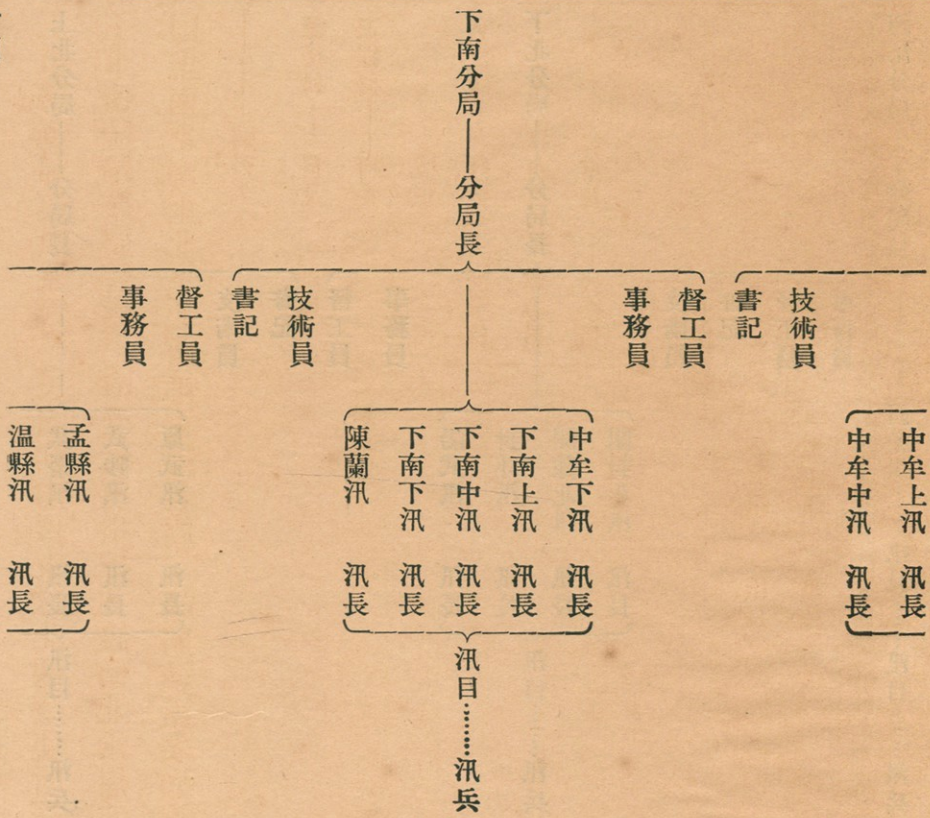 技術員
書記
中牟上汛　汛長
中牟中汛　汛長
下南分局——分局長
督工員
事務員
技術員
書記
中牟下汛　汛長
下南上汛　汛長
下南中汛　汛長
下南下汛　汛長
陳蘭汛　汛長
汛目………汛兵
督工員
事務員
孟縣汛　汛長
温縣汛　汛長